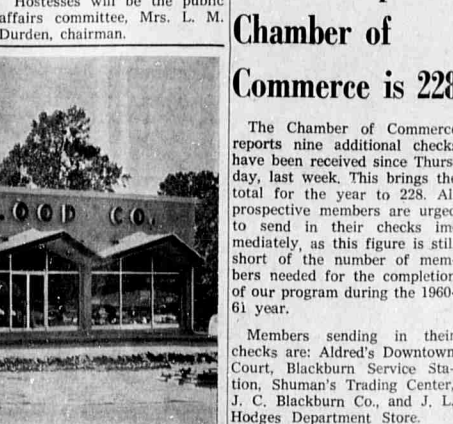 Hostesses will be the public
affairs committee, Mrs. L. M.
Durden, chairman.
LOOD CO.
Chamber of
Commerce is 228
The Chamber of Commerce
reports nine additional checks
have been received since Thurs-
day, last week. This brings the
total for the year to 228. All
prospective members are urged
to send in their checks im-
mediately, as this figure is still
short of the number of mem-
bers needed for the completion
of our program during the 1960-
61 year.
Members sending in their
checks are: Aldred's Downtown
Court, Blackburn Service Sta-
tion, Shuman's Trading Center,
J. C. Blackburn Co., and J. L.
Hodges Department Store.